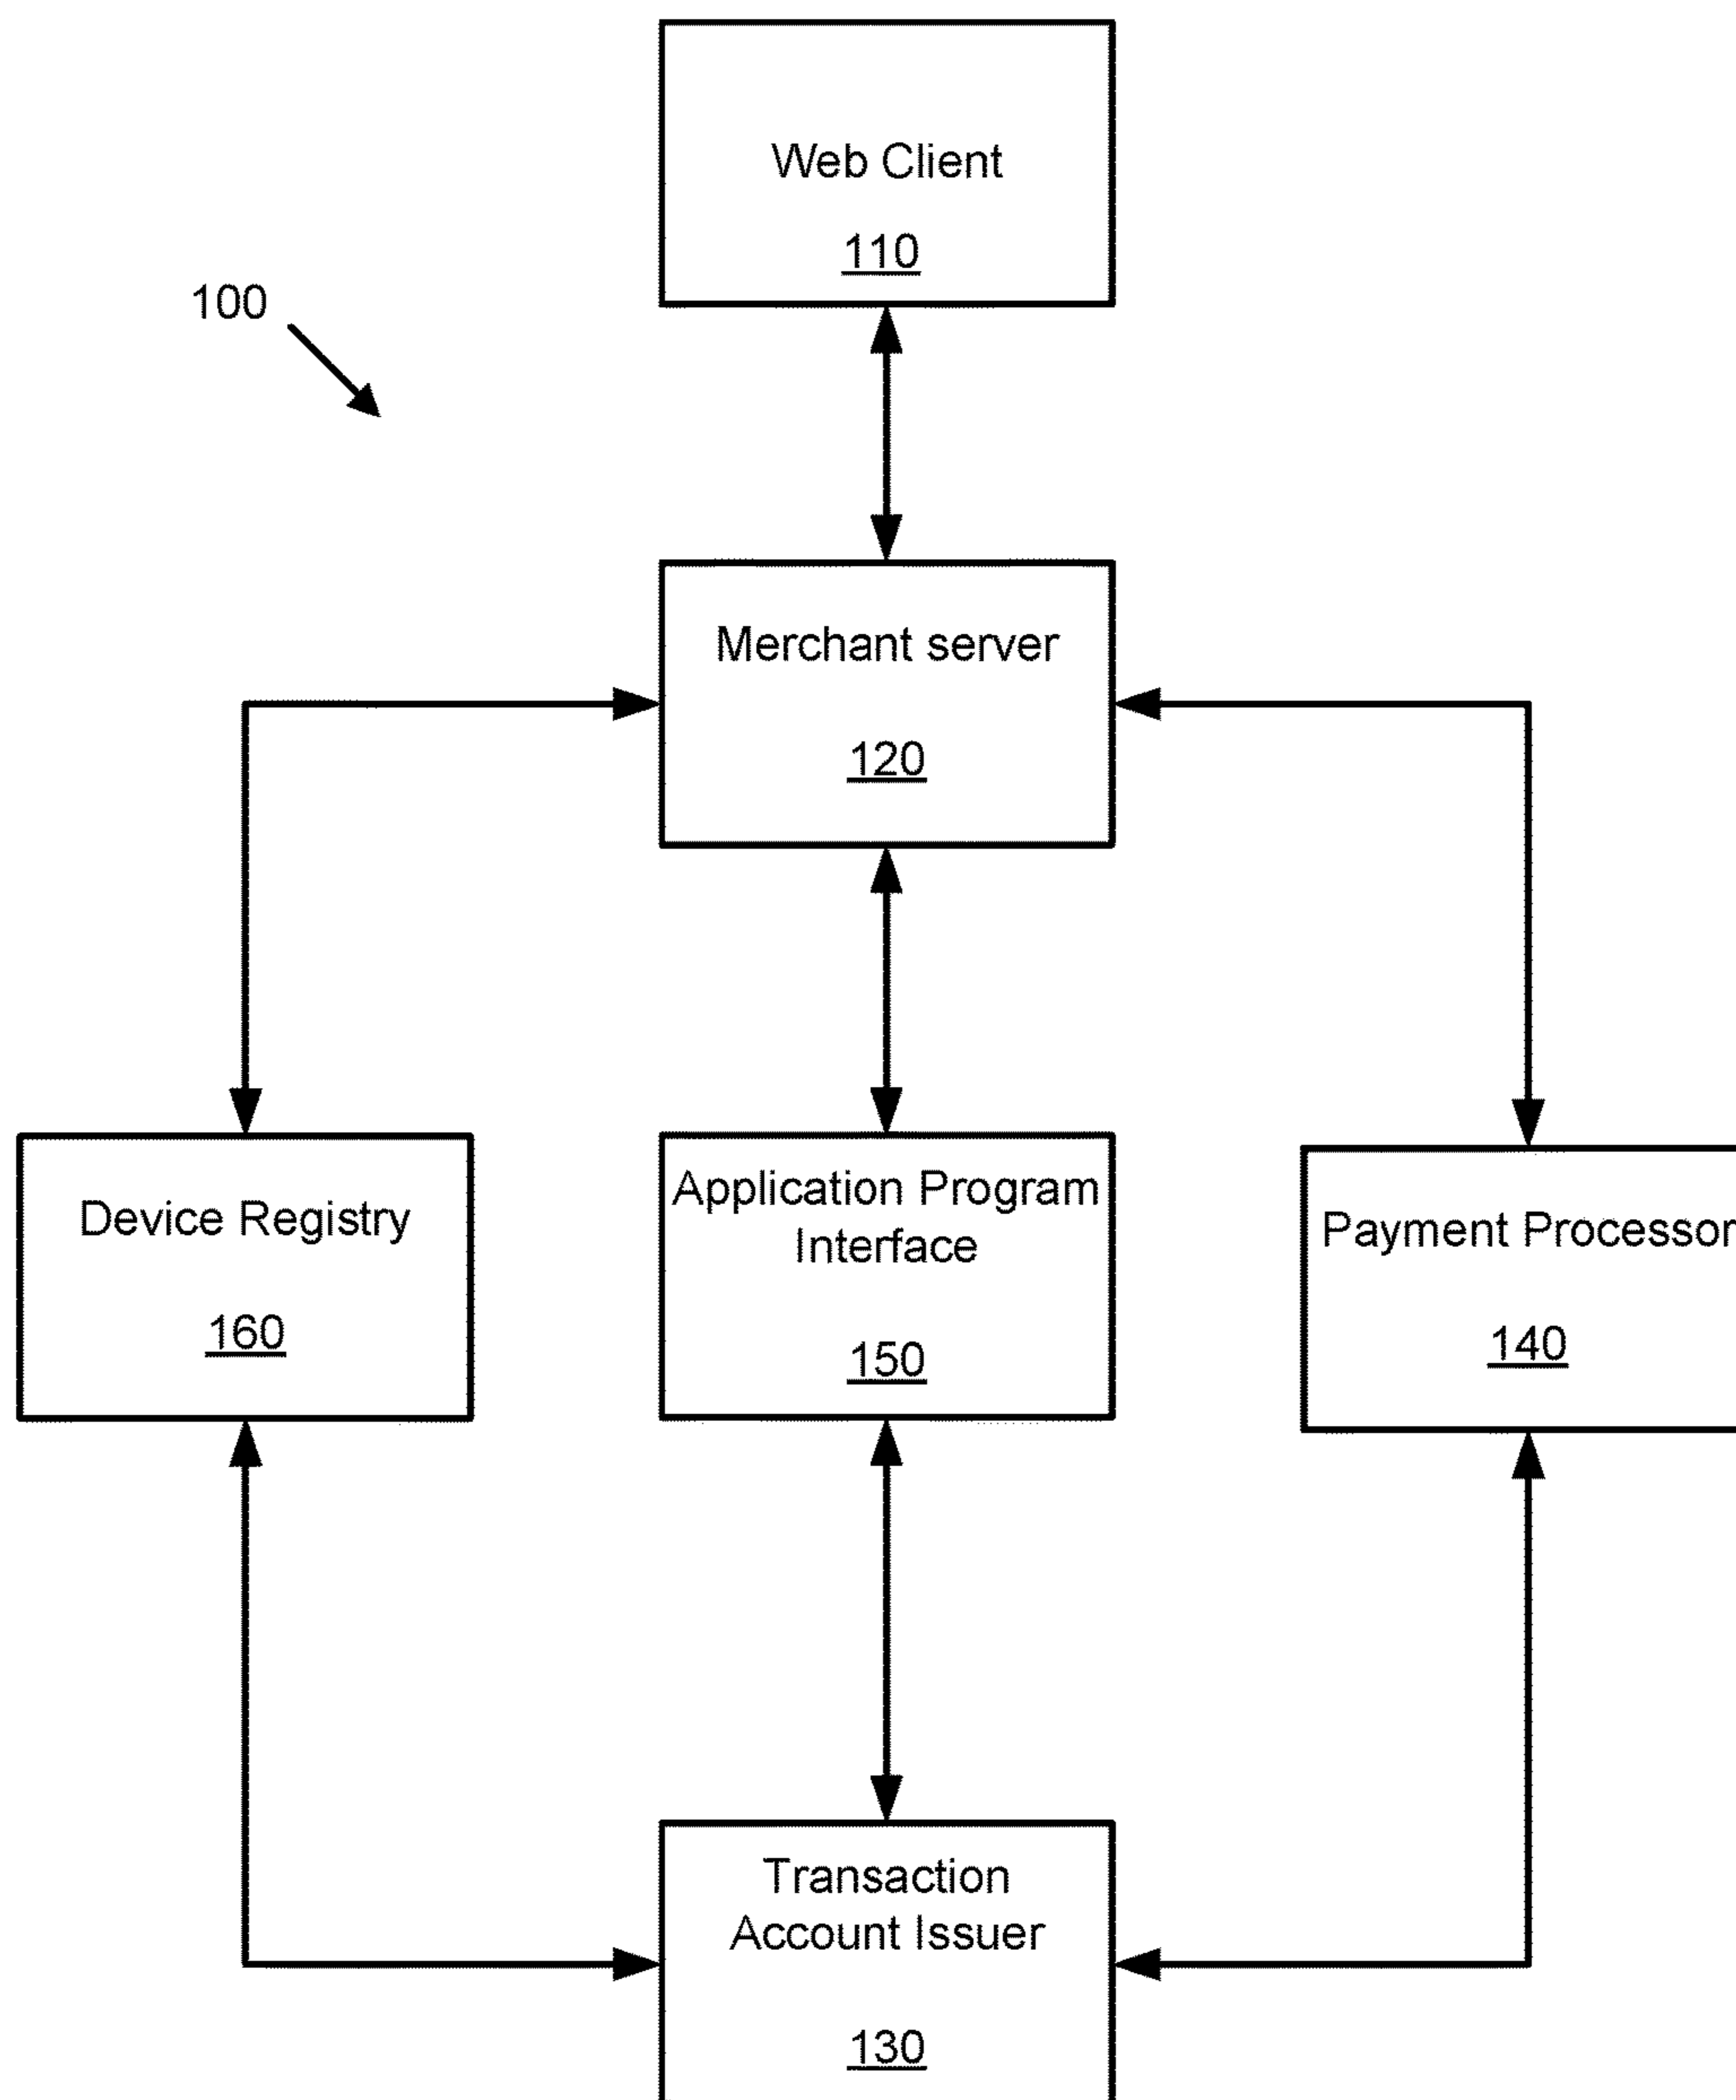 Web Client
110
100
Merchant server
120
Device Registry
160
Application Program
Interface
150
Payment Processor
140
Transaction
Account Issuer
130